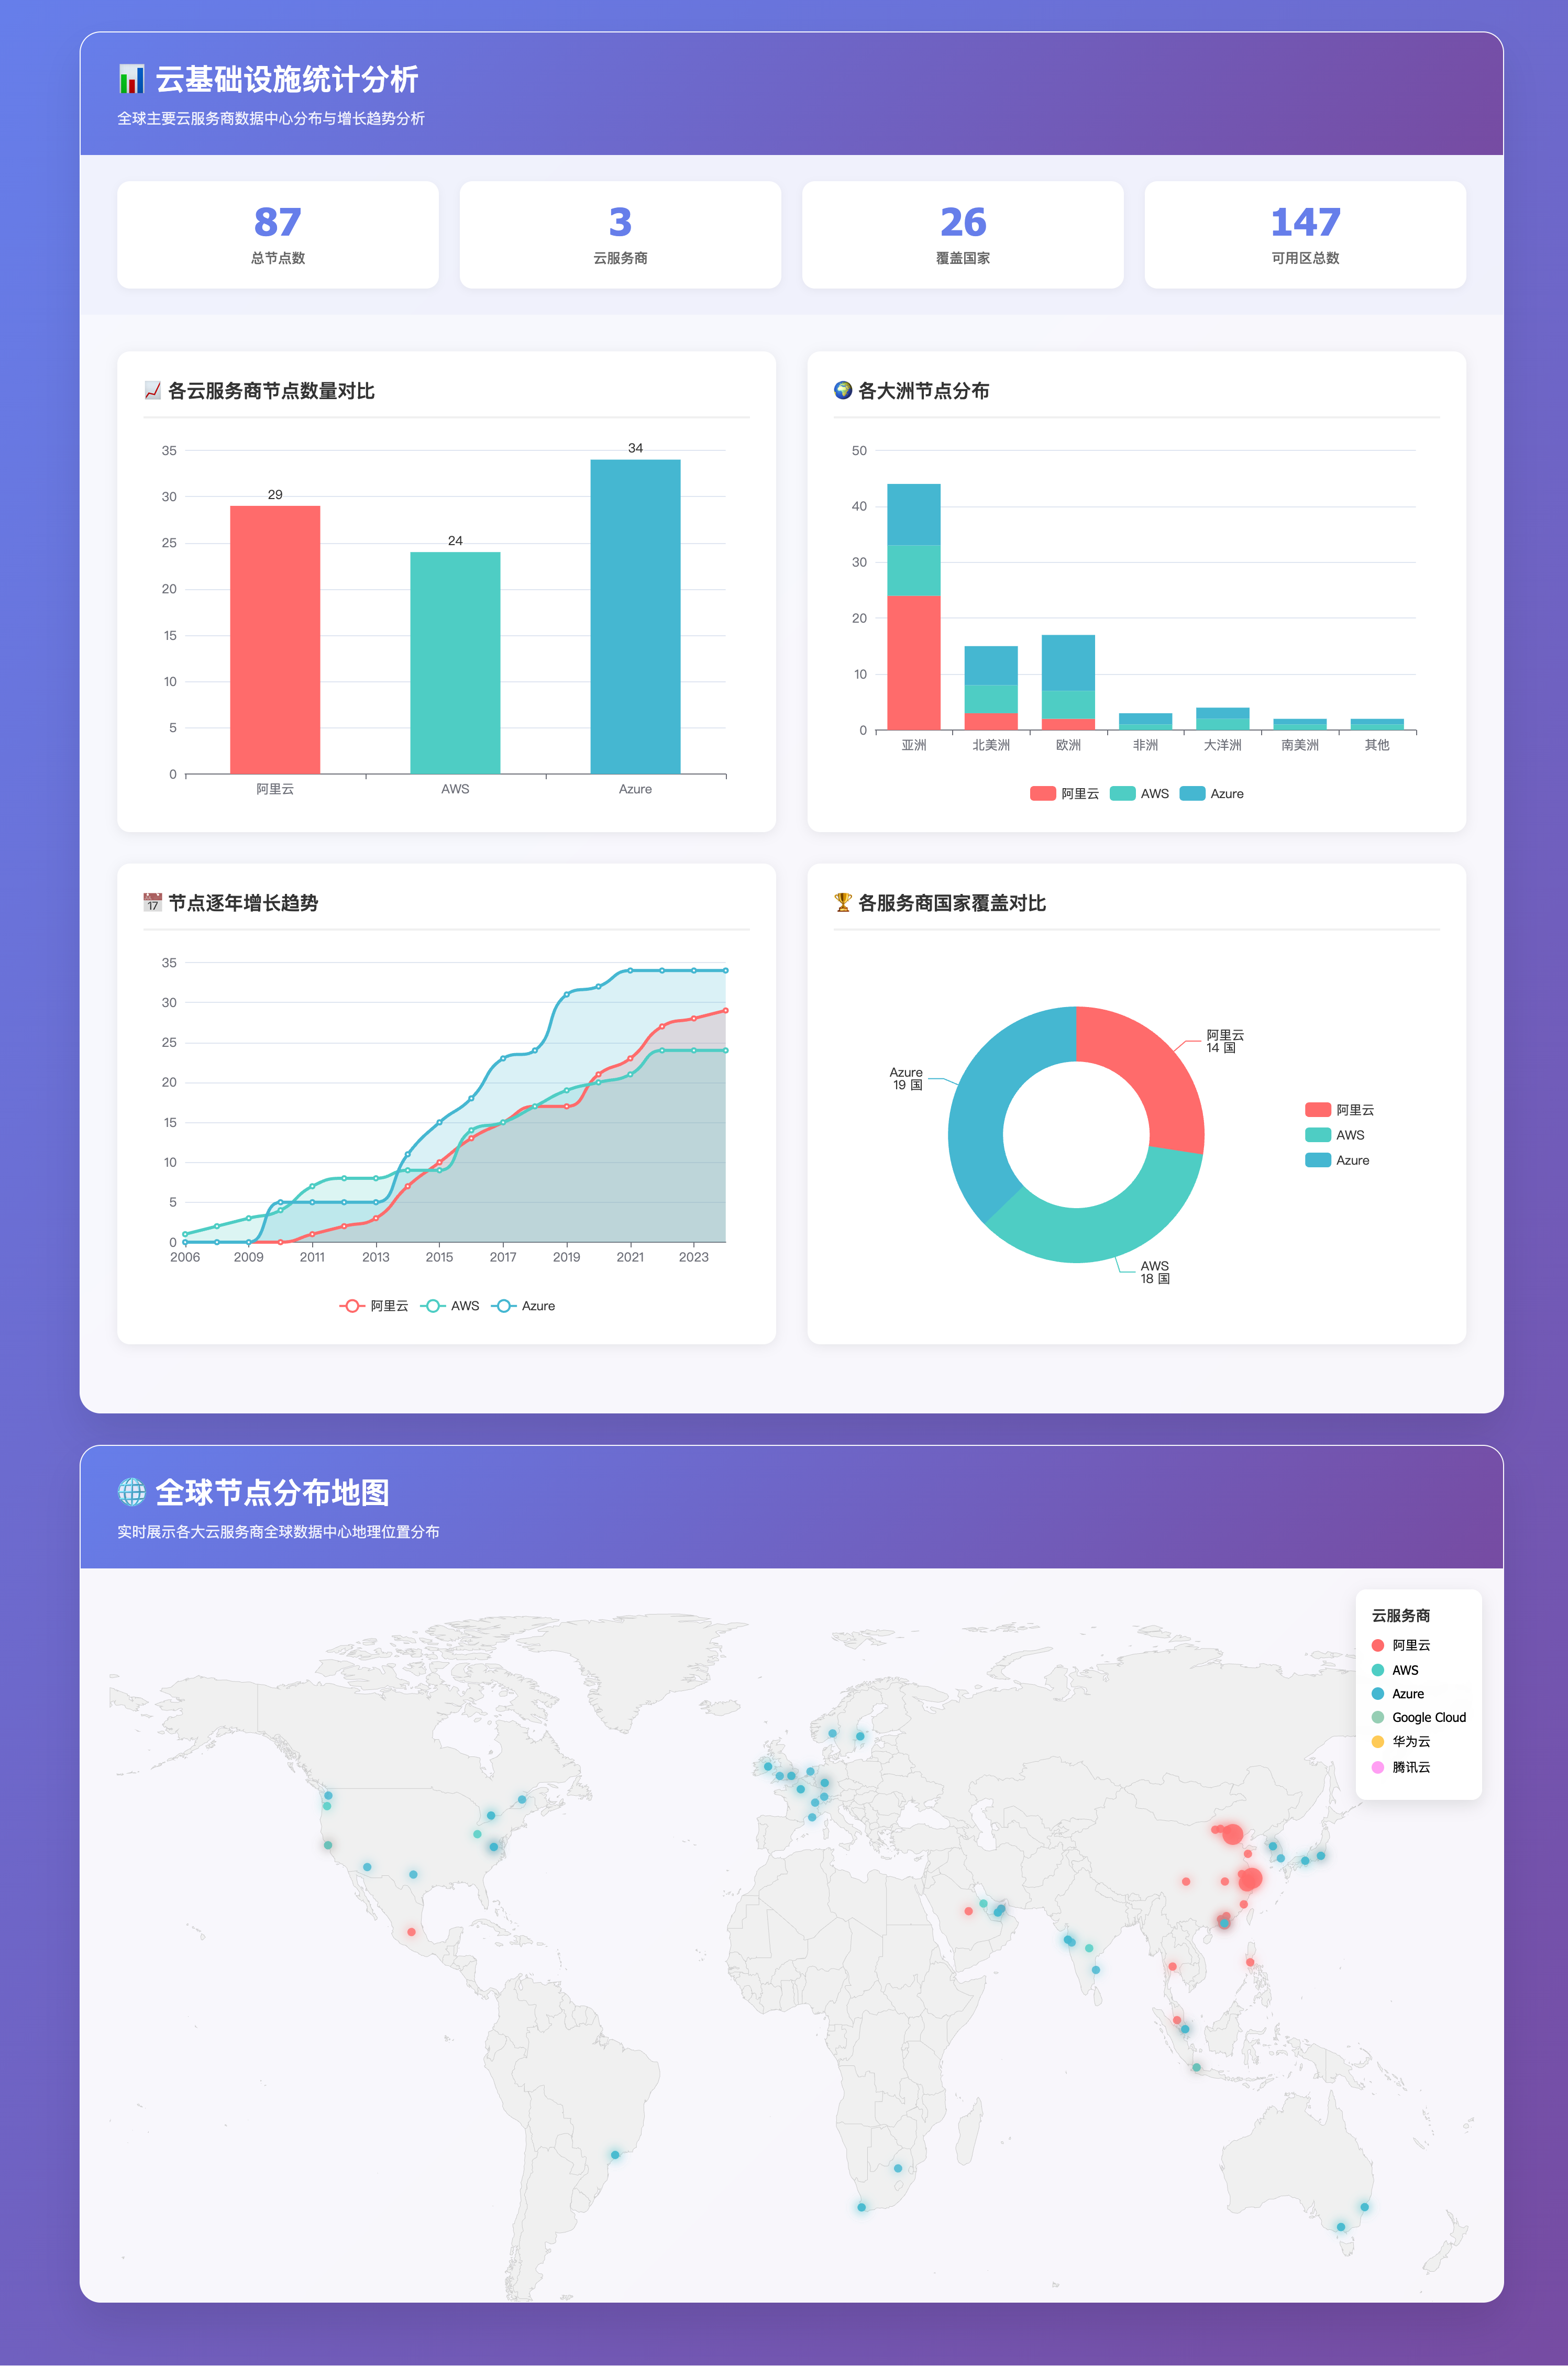 📊 云基础设施统计分析
全球主要云服务商数据中心分布与增长趋势分析
87
总节点数
3
云服务商
26
覆盖国家
147
可用区总数
📈 各云服务商节点数量对比
35
30
25
20
15
10
5
0
29
24
34
阿里云
AWS
Azure
🌍 各大洲节点分布
50
40
30
20
10
0
亚洲
北美洲
欧洲
非洲
大洋洲
南美洲
其他
阿里云
AWS
Azure
📅 节点逐年增长趋势
17
35
30
25
20
15
10
5
0
2006
2009
2011
2013
2015
2017
2019
2021
2023
阿里云
AWS
Azure
🏆 各服务商国家覆盖对比
阿里云
14 国
Azure
19 国
AWS
18 国
阿里云
AWS
Azure
🌐 全球节点分布地图
实时展示各大云服务商全球数据中心地理位置分布
云服务商
阿里云
AWS
Azure
Google Cloud
华为云
腾讯云